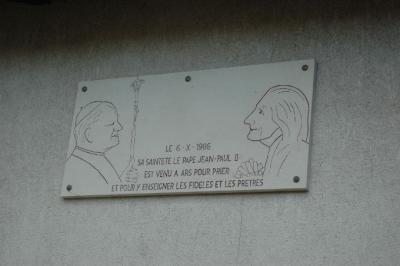 LE 6-X-1986
SA SAINTETE LE PAPE JEAN-PAUL II
EST VENU A ARS POUR PRIER
ET POUR Y ENSEIGNER LES FIDELES ET LES PRETRES